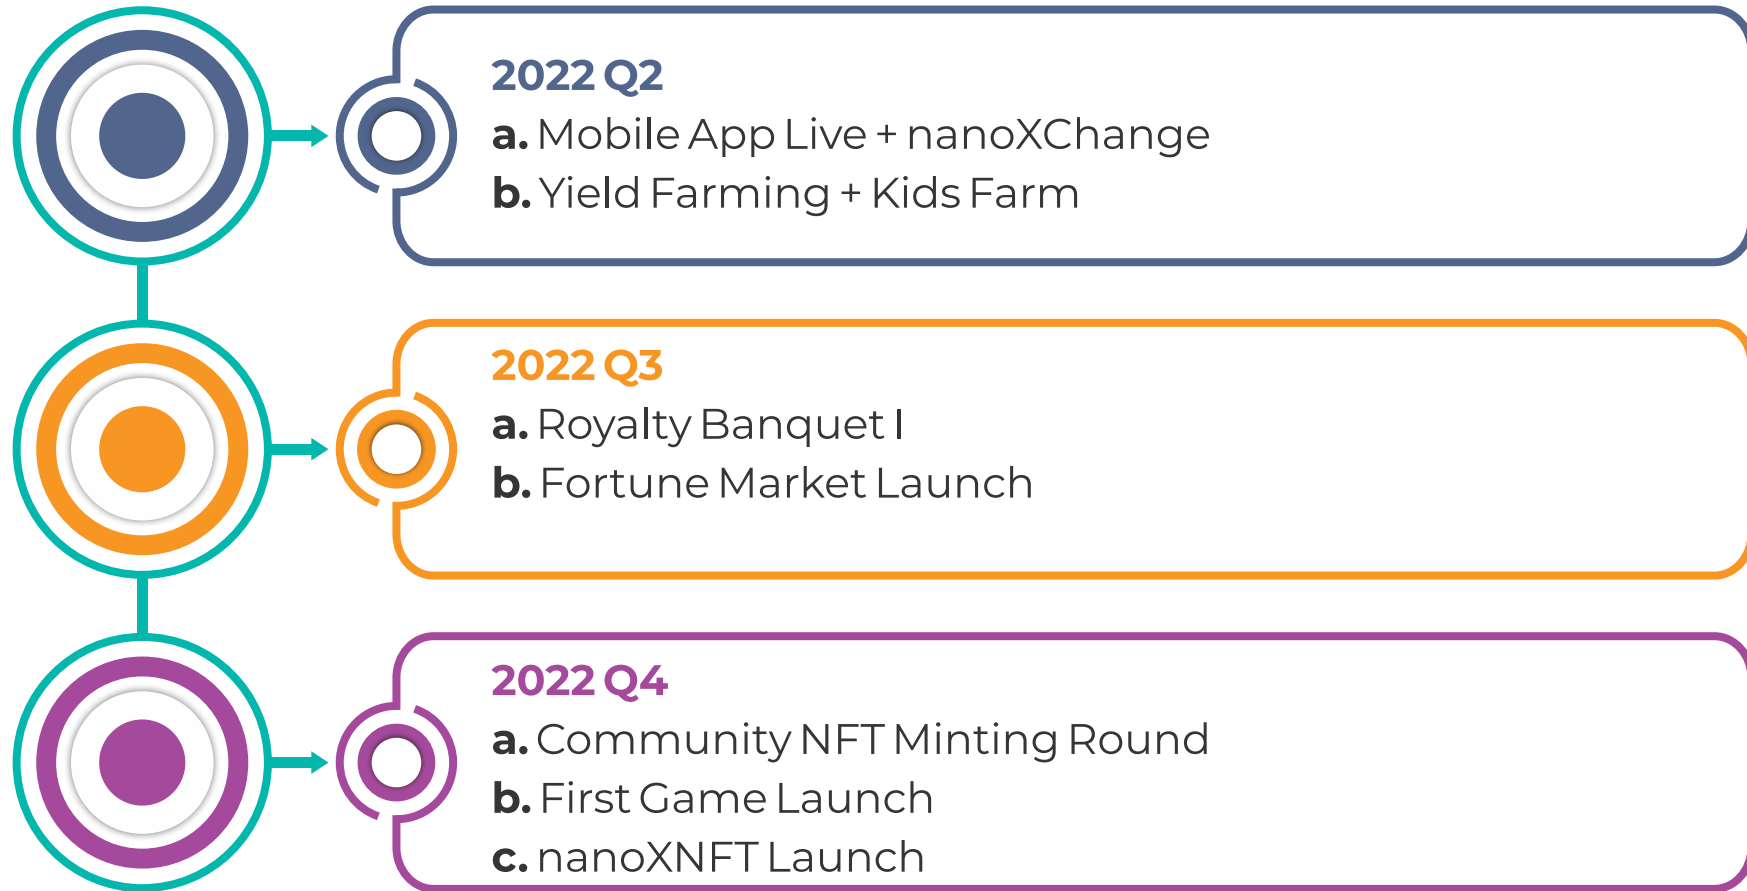 2022 Q2
a. Mobile App Live + nanoXChange
b. Yield Farming + Kids Farm
2022 Q3
a. Royalty Banquet I
b. Fortune Market Launch
2022 Q4
a. Community NFT Minting Round
b. First Game Launch
c. nanoXNFT Launch